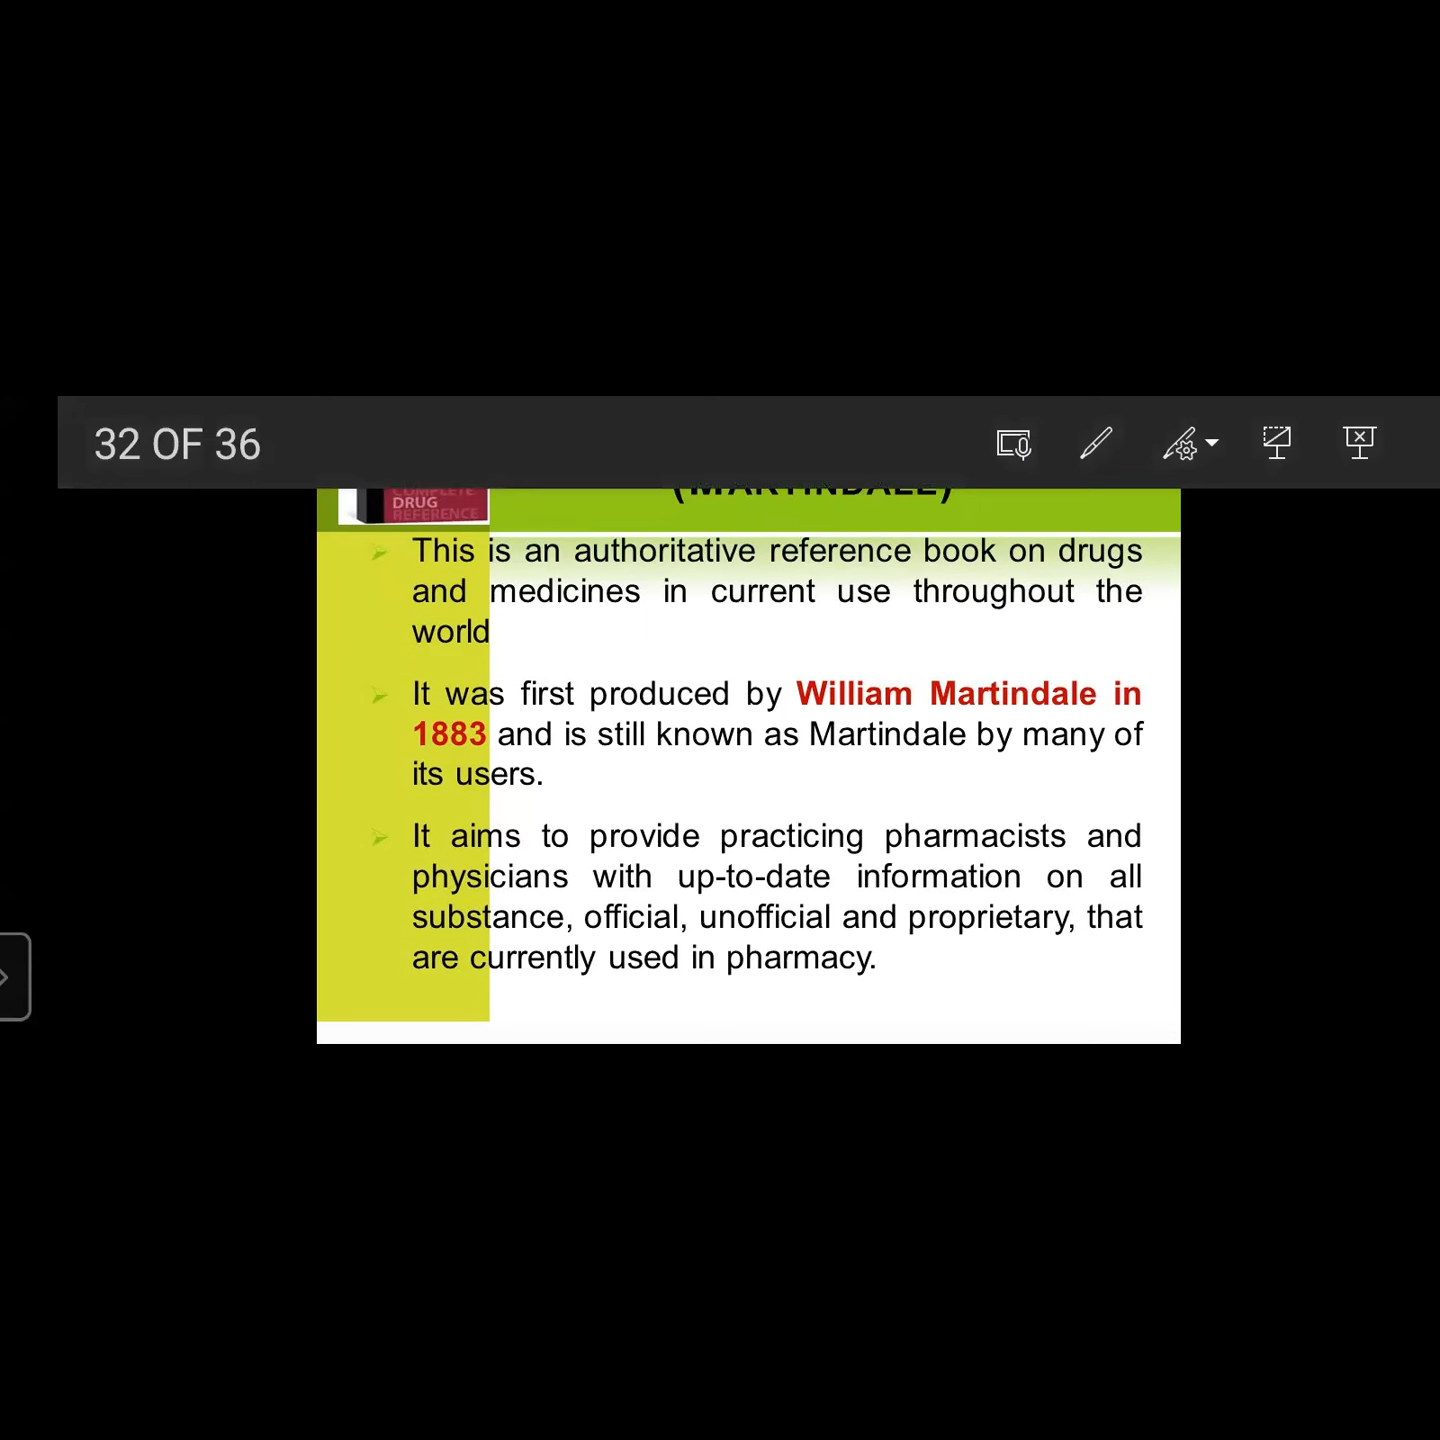 32 OF 36
COMPLETE
DRUG
REFERENCE
(MARTINDALE)
This is an authoritative reference book on drugs
and medicines in current use throughout the
world
It was first produced by William Martindale in
1883 and is still known as Martindale by many of
its users.
It aims to provide practicing pharmacists and
physicians with up-to-date information on all
substance, official, unofficial and proprietary, that
are currently used in pharmacy.